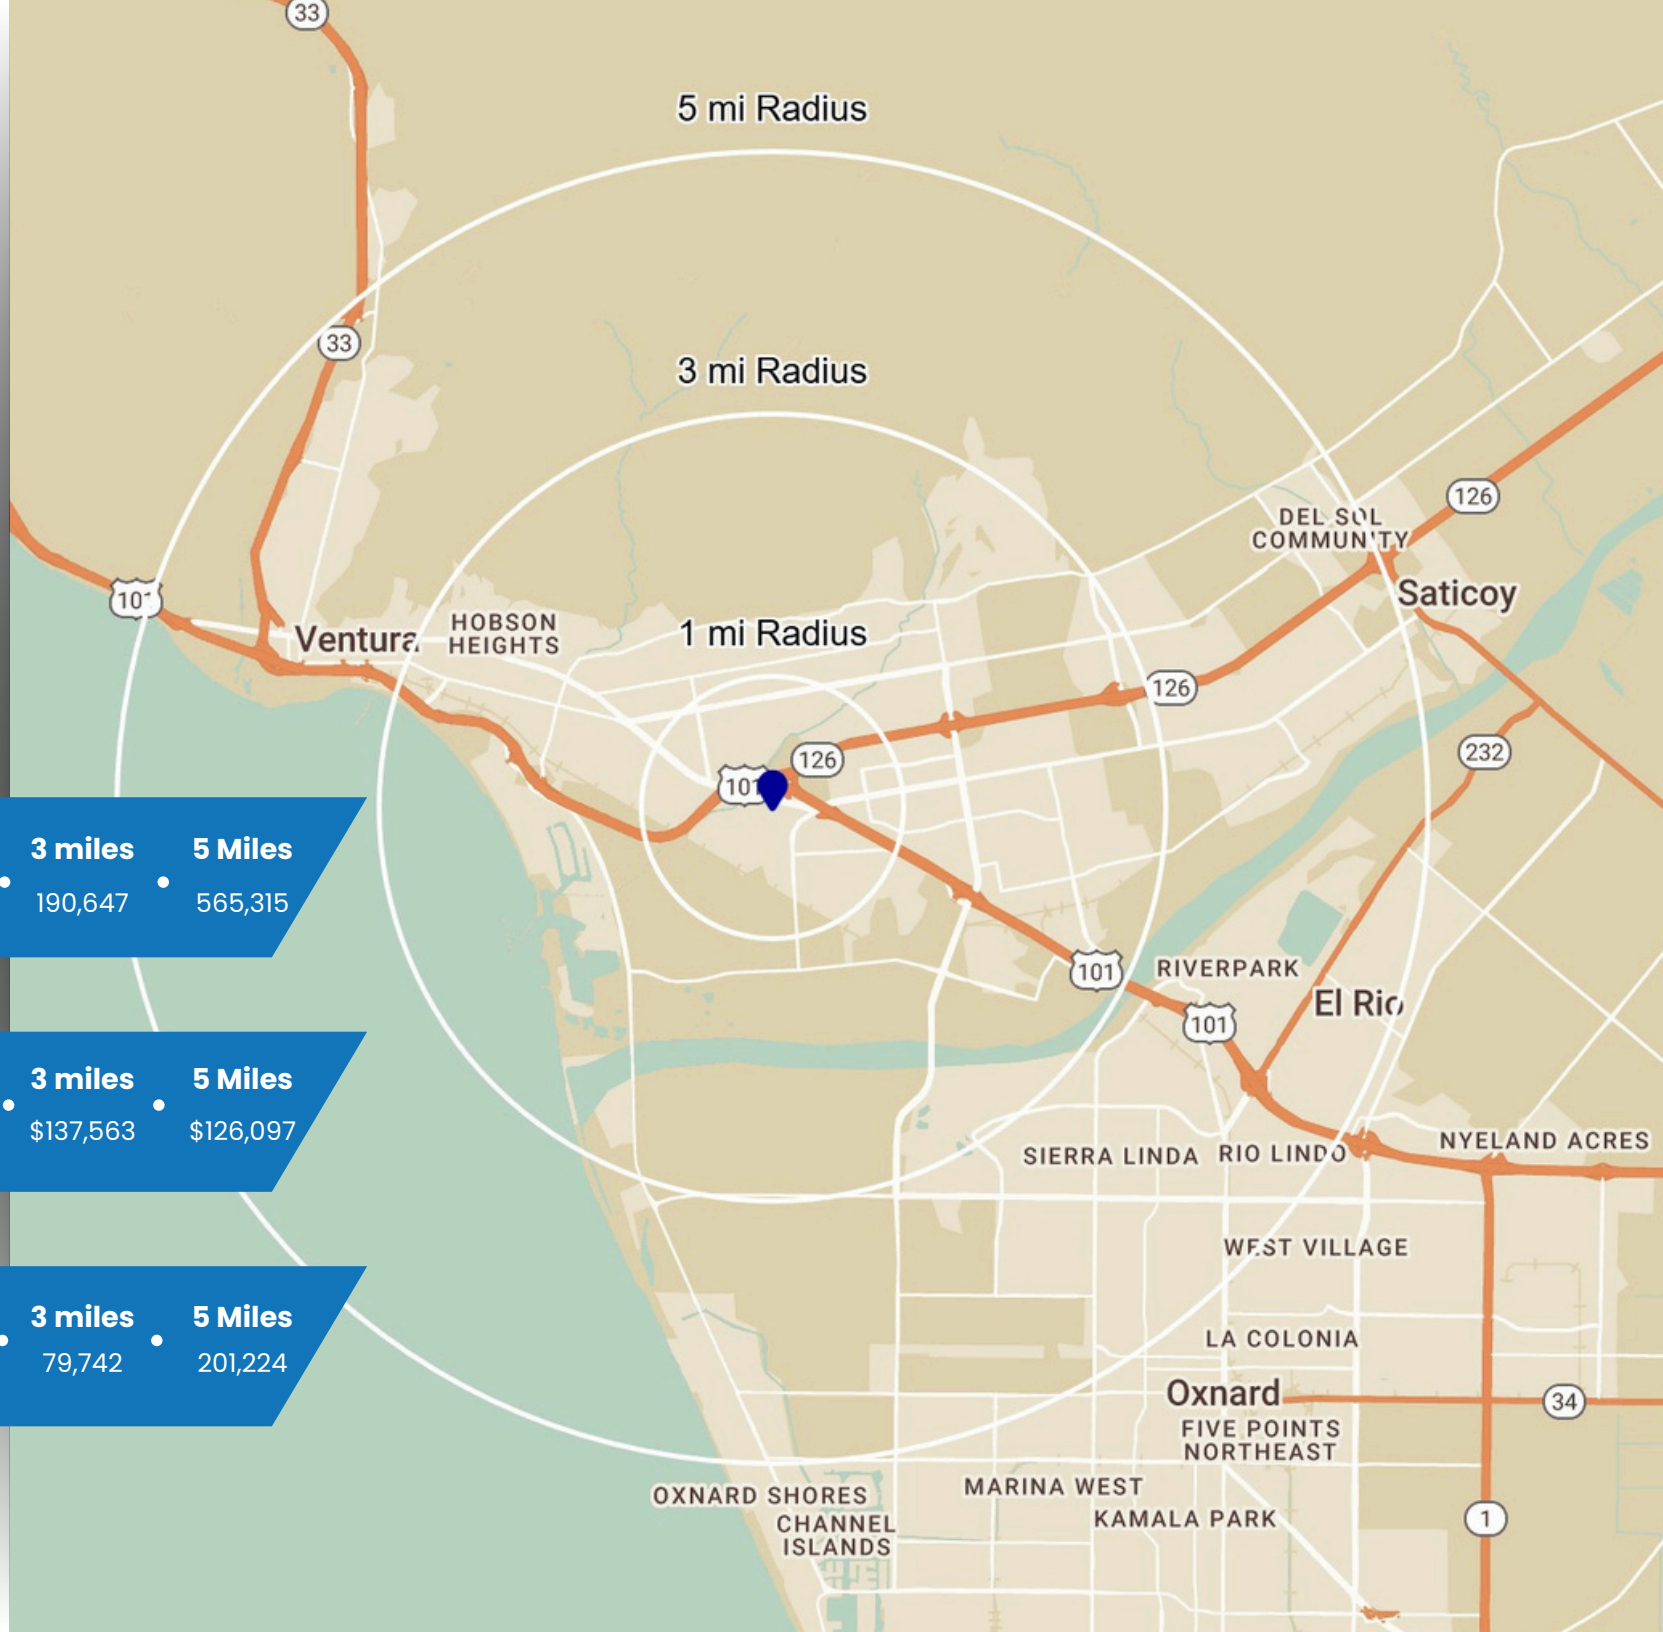 33
5 mi Radius
33
3 mi Radius
126
DEL SOL
COMMUNITY
Saticoy
101
HOBSON
HEIGHTS
Ventura
1 mi Radius
126
126
101
232
3 miles
5 Miles
190,647
565,315
101
RIVERPARK
El Rio
101
3 miles
5 Miles
$137,563
$126,097
NYELAND ACRES
SIERRA LINDA
RIO LINDO
WEST VILLAGE
3 miles
5 Miles
79,742
201,224
LA COLONIA
Oxnard
34
FIVE POINTS
NORTHEAST
MARINA WEST
OXNARD SHORES
KAMALA PARK
1
CHANNEL
ISLANDS